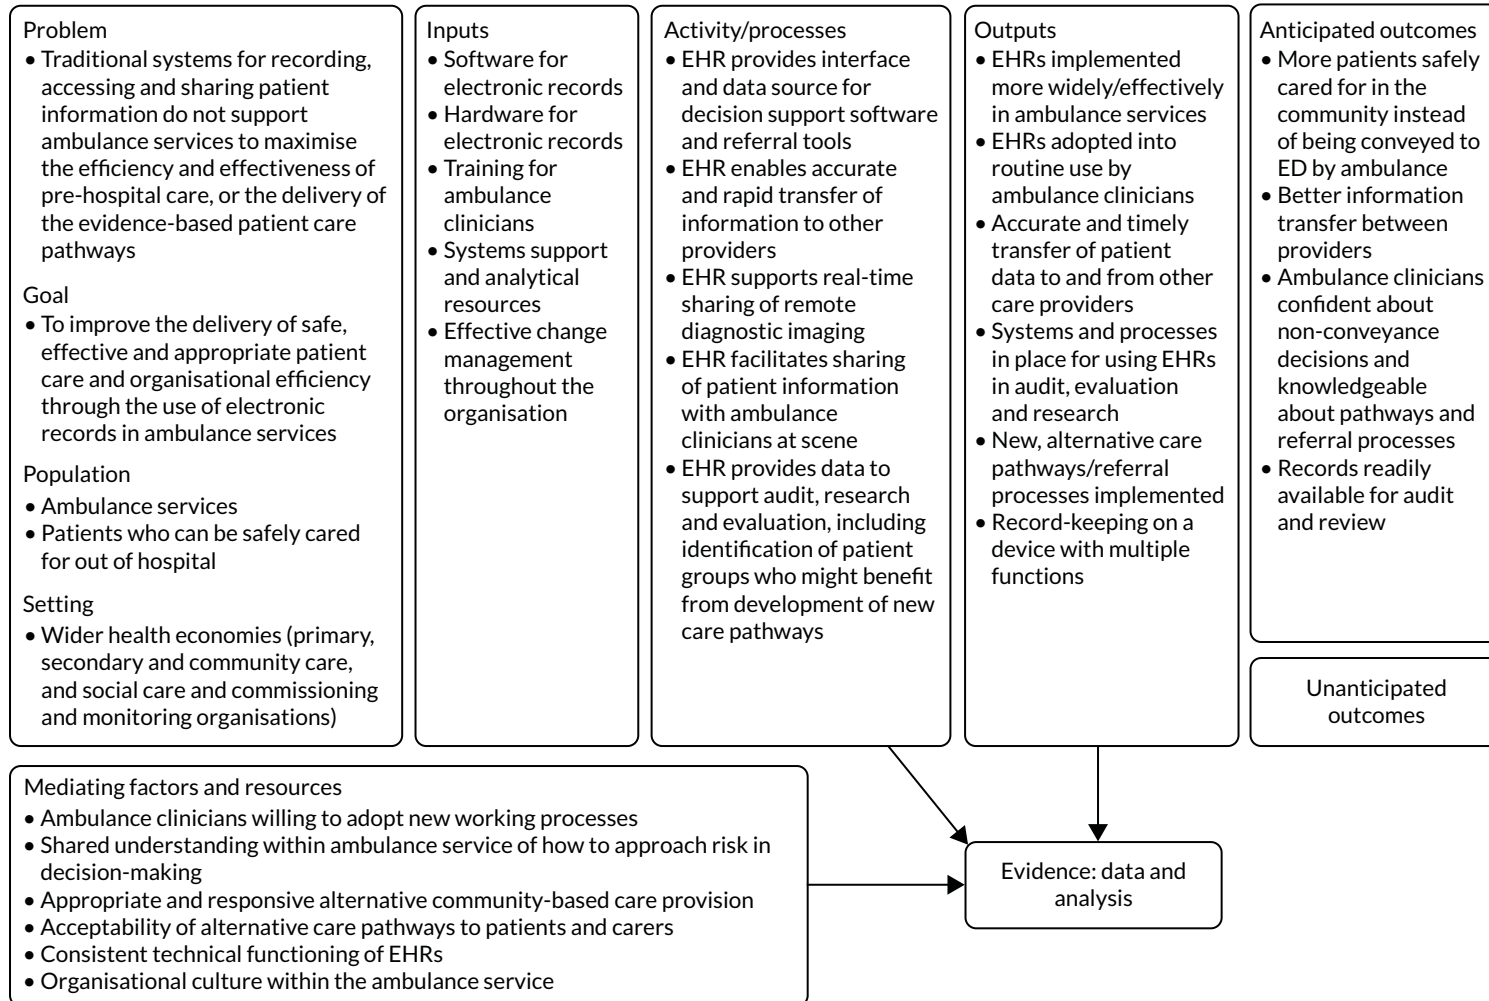 Problem
• Traditional systems for recording,
accessing and sharing patient
information do not support
ambulance services to maximise
the efficiency and effectiveness of
pre-hospital care, or the delivery of
the evidence-based patient care
pathways
Goal
• To improve the delivery of safe,
effective and appropriate patient
care and organisational efficiency
through the use of electronic
records in ambulance services
Population
• Ambulance services
• Patients who can be safely cared
for out of hospital
Setting
• Wider health economies (primary,
secondary and community care,
and social care and commissioning
and monitoring organisations)
Inputs
• Software for
electronic records
• Hardware for
electronic records
• Training for
ambulance
clinicians
• Systems support
and analytical
resources
• Effective change
management
throughout the
organisation
Activity/processes
• EHR provides interface
and data source for
decision support software
and referral tools
• EHR enables accurate
and rapid transfer of
information to other
providers
• EHR supports real-time
sharing of remote
diagnostic imaging
• EHR facilitates sharing
of patient information
with ambulance
clinicians at scene
• EHR provides data to
support audit, research
and evaluation, including
identification of patient
groups who might benefit
from development of new
care pathways
Outputs
• EHRs implemented
more widely/effectively
in ambulance services
• EHRs adopted into
routine use by
ambulance clinicians
• Accurate and timely
transfer of patient
data to and from other
care providers
• Systems and processes
in place for using EHRs
in audit, evaluation
and research
• New, alternative care
pathways/referral
processes implemented
• Record-keeping on a
device with multiple
functions
Anticipated outcomes
• More patients safely
cared for in the
community instead
of being conveyed to
ED by ambulance
• Better information
transfer between
providers
• Ambulance clinicians
confident about
non-conveyance
decisions and
knowledgeable
about pathways and
referral processes
• Records readily
available for audit
and review
Unanticipated
outcomes
Mediating factors and resources
• Ambulance clinicians willing to adopt new working processes
• Shared understanding within ambulance service of how to approach risk in
decision-making
• Appropriate and responsive alternative community-based care provision
• Acceptability of alternative care pathways to patients and carers
• Consistent technical functioning of EHRs
• Organisational culture within the ambulance service
Evidence: data and
analysis